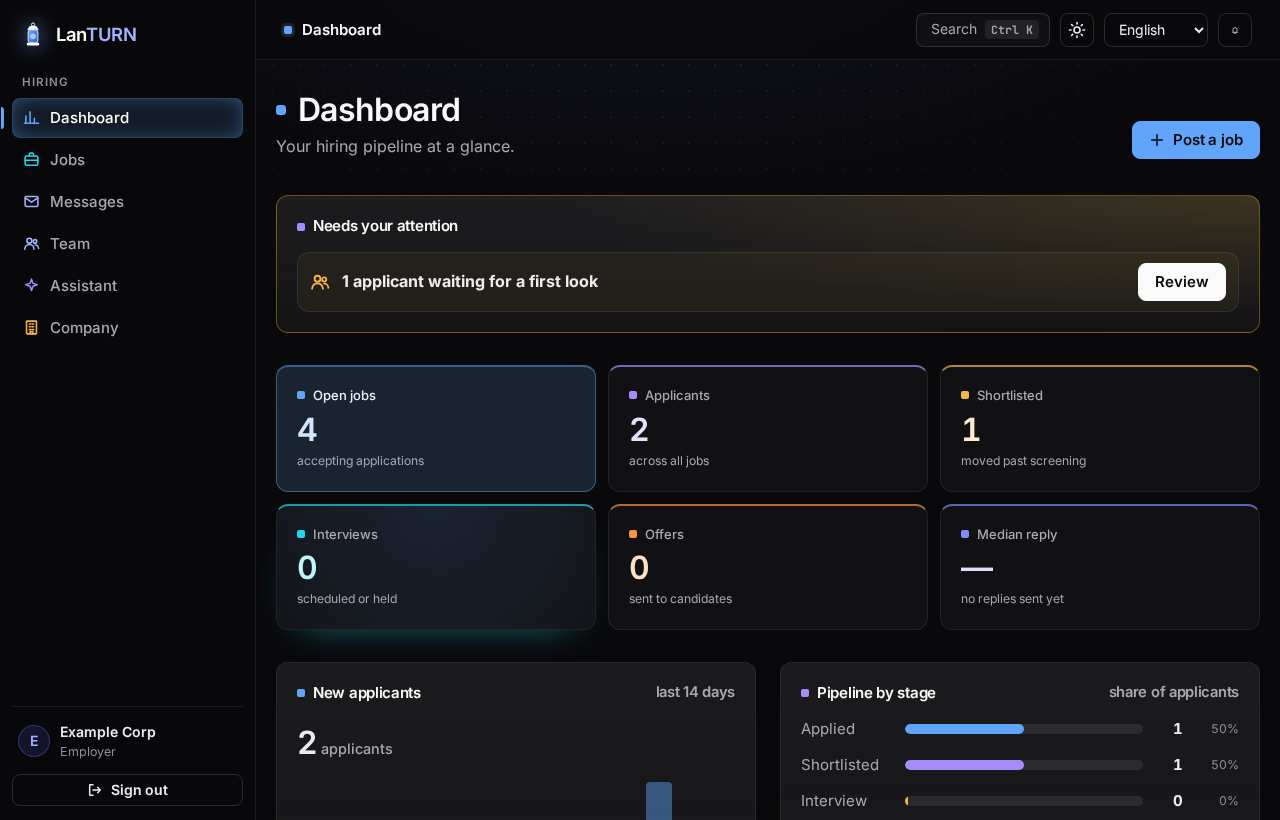 LanTURN
HIRING
Dashboard
Jobs
Messages
Team
Assistant
Company
E
Example Corp
Employer
Sign out
Dashboard
Search Ctrl K
English
Dashboard
Your hiring pipeline at a glance.
Post a job
Needs your attention
1 applicant waiting for a first look
Review
Open jobs
4
accepting applications
Applicants
2
across all jobs
Shortlisted
1
moved past screening
Interviews
0
scheduled or held
Offers
0
sent to candidates
Median reply
—
no replies sent yet
New applicants
last 14 days
2 applicants
Pipeline by stage
share of applicants
Applied 1 50%
Shortlisted 1 50%
Interview 0 0%